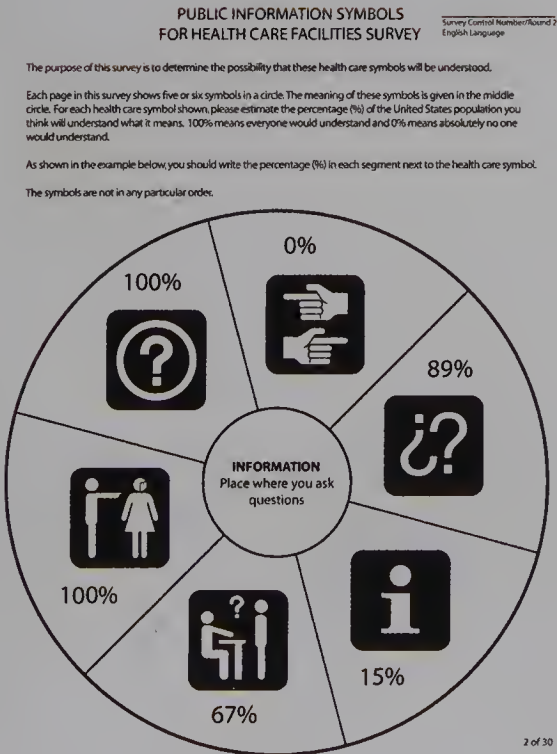 PUBLIC INFORMATION SYMBOLS
FOR HEALTH CARE FACILITIES SURVEY
Survey Control Number/Round 2
English Language
The purpose of this survey is to determine the possibility that these health care symbols will be understood.
Each page in this survey shows five or six symbols in a circle. The meaning of these symbols is given in the middle
circle. For each health care symbol shown, please estimate the percentage (%) of the United States population you
think will understand what it means. 100% means everyone would understand and 0% means absolutely no one
would understand.
As shown in the example below, you should write the percentage (%) in each segment next to the health care symbol.
The symbols are not in any particular order.
0%
100%
?
89%
¿?
INFORMATION
Place where you ask
questions
100%
?
67%
i
15%
2 of 30